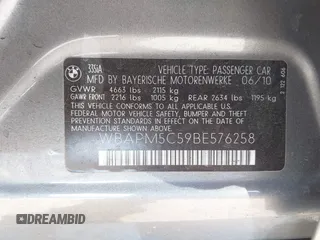 BMW
335iA VEHICLE TYPE: PASSENGER CAR
MFD BY BAYERISCHE MOTORENWERKE 06/10
GVWR 4663 lbs 2115 kg
GAWR FRONT 2216 lbs 1005 kg REAR 2634 lbs 1195 kg
THIS VEHICLE CONFORMS TO ALL APPLICABLE U.S.
FEDERAL MOTOR VEHICLE SAFETY, BUMPER, AND
THEFT PREVENTION STANDARDS IN EFFECT ON THE
DATE OF MANUFACTURE SHOWN ABOVE.
WBAPM5C59BE576258
DREAMBID